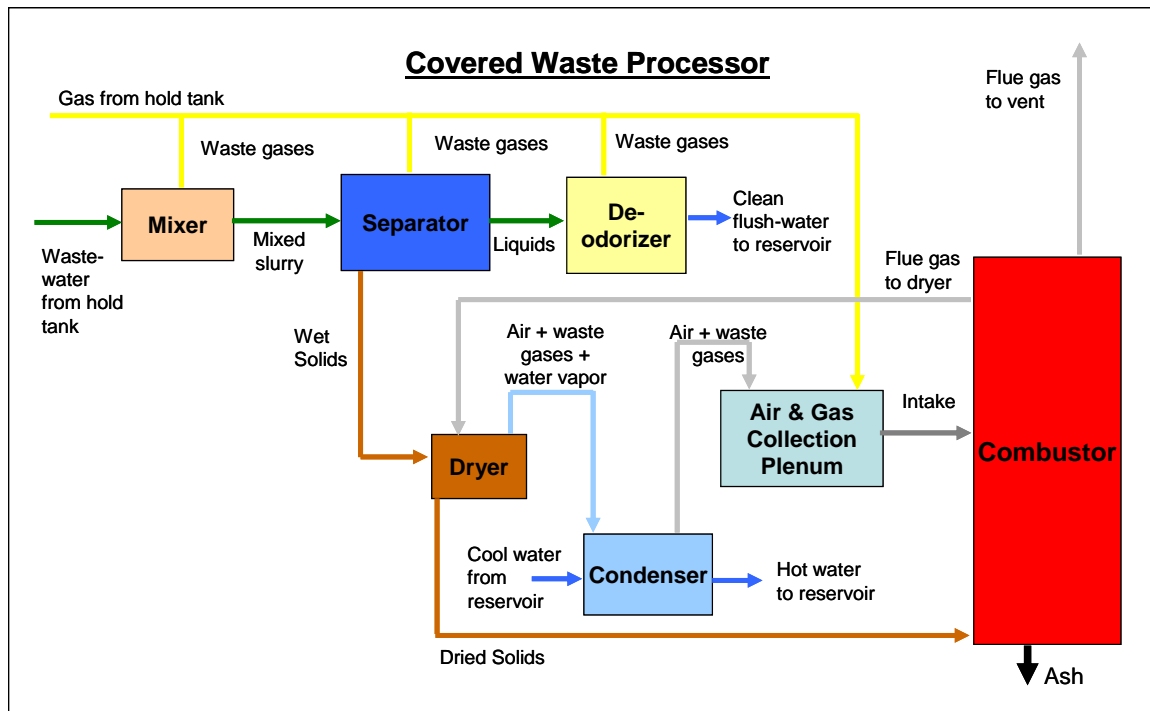 Covered Waste Processor
Gas from hold tank
Flue gas
to vent
Waste gases
Waste gases
Waste gases
Mixer
Separator
De-
odorizer
Clean
flush-water
to reservoir
Waste-
water
from hold
tank
Mixed
slurry
Liquids
Flue gas
to dryer
Wet
Solids
Air + waste
gases +
water vapor
Air + waste
gases
Air & Gas
Collection
Plenum
Intake
Combustor
Dryer
Cool water
from
reservoir
Condenser
Hot water
to reservoir
Dried Solids
Ash